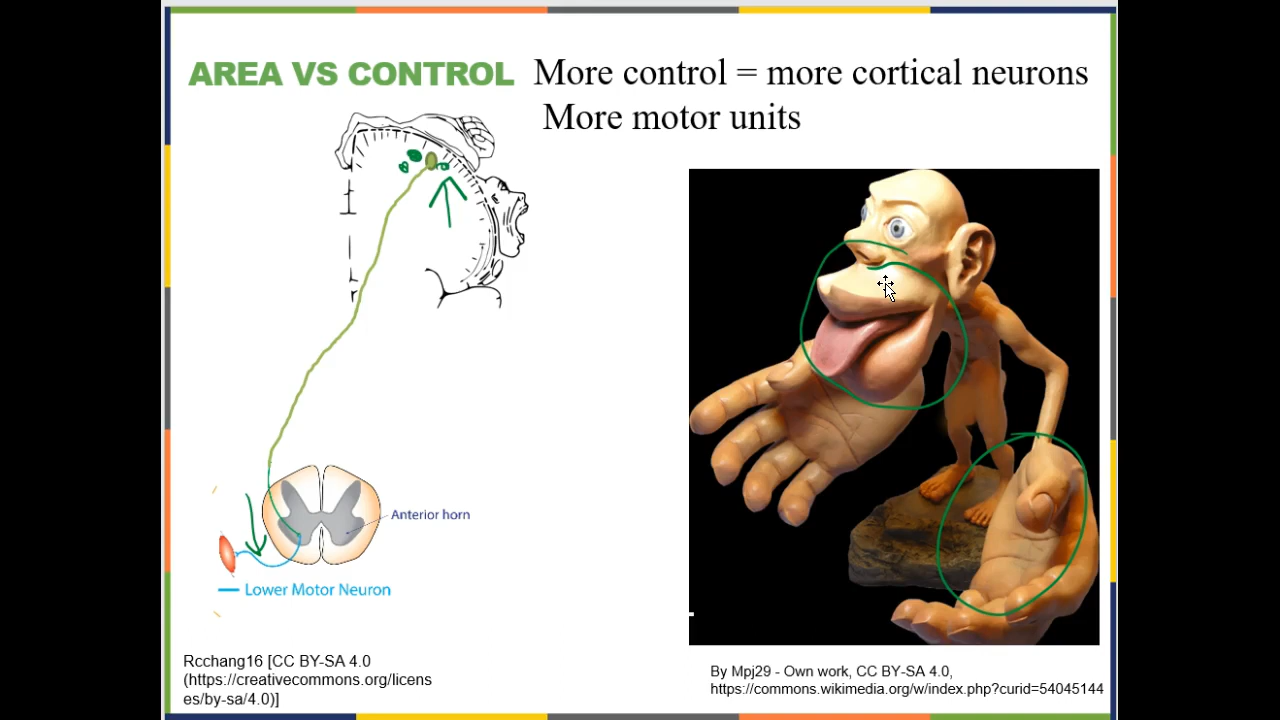 AREA VS CONTROL
More control = more cortical neurons
More motor units
Anterior horn
Lower Motor Neuron
Rcchang16 [CC BY-SA 4.0
(https://creativecommons.org/licens
es/by-sa/4.0)]
By Mpj29 - Own work, CC BY-SA 4.0,
https://commons.wikimedia.org/w/index.php?curid=54045144